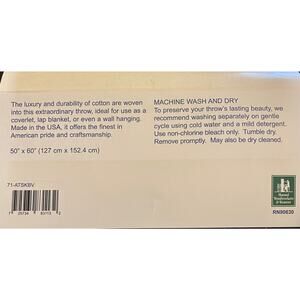 The luxury and durability of cotton are woven
into this extraordinary throw, ideal for use as a
coverlet, lap blanket, or even a wall hanging.
Made in the USA, it offers the finest in
American pride and craftsmanship.
50" x 60" (127 cm x 152.4 cm)
MACHINE WASH AND DRY
To preserve your throw's lasting beauty, we
recommend washing separately on gentle
cycle using cold water and a mild detergent.
Use non-chlorine bleach only. Tumble dry.
Remove promptly. May also be dry cleaned.
71-ATSKBV
RN90630